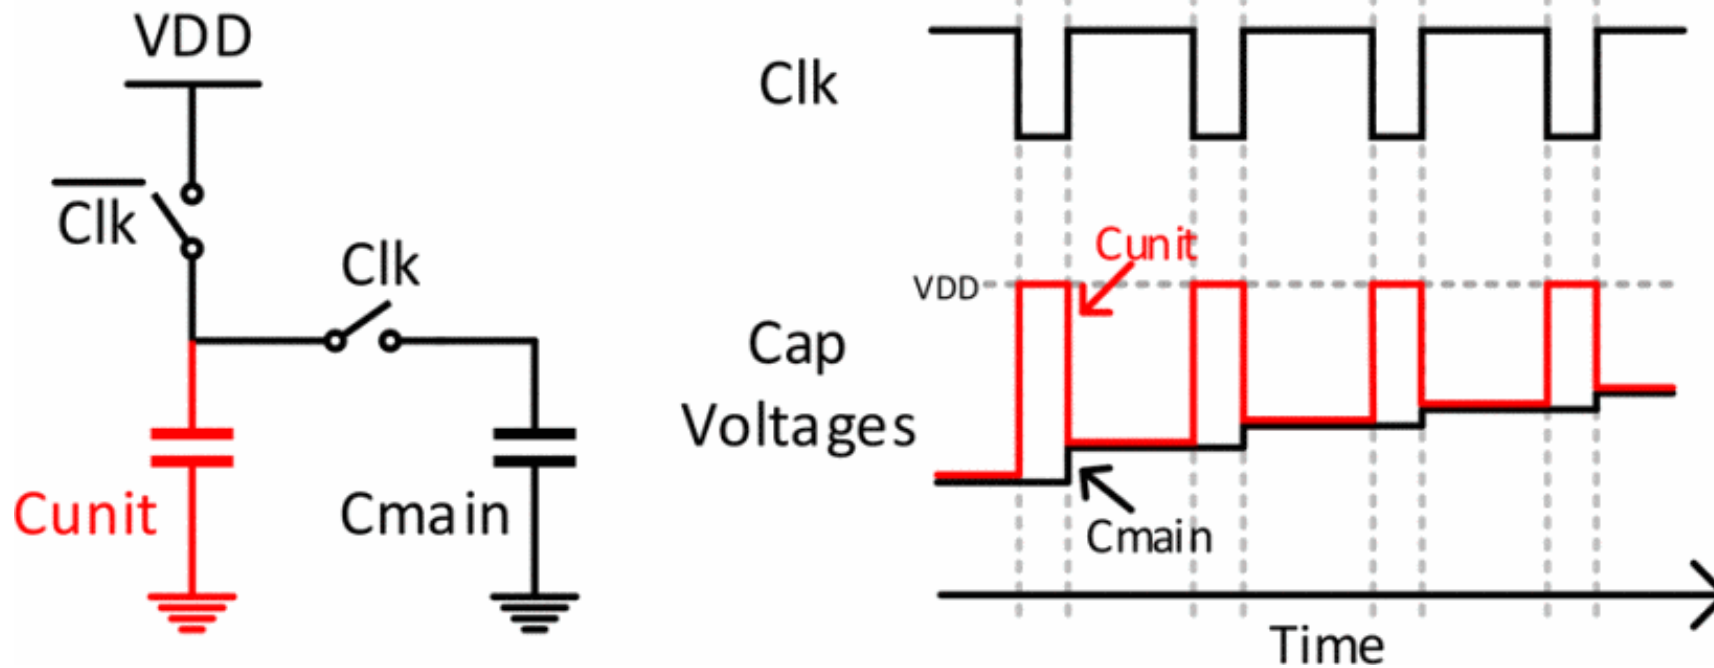 VDD
Clk
Clk
Cunit
Cmain
Clk
Cunit
VDD
Cap
Voltages
Cmain
Time